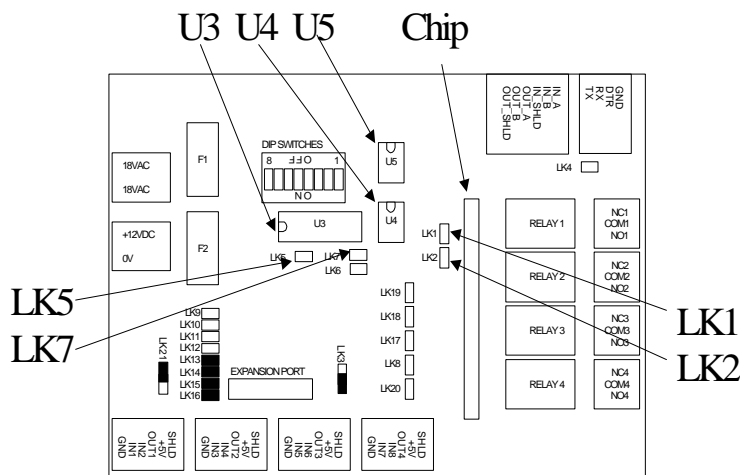 U3 U4 U5 Chip
OUT_SHLD
OUT_B
OUT_A
IN_SHLD
IN_B
IN_A
TX
RX
DTR
GND
DIP SWITCHES
8 OFF 1
ON
18VAC
18VAC
F1
U5
LK4
+12VDC
0V
F2
U3
U4
LK1
LK2
RELAY 1
NC1
COM1
NO1
LK5
LK7
LK6
RELAY 2
NC2
COM2
NO2
LK5
LK7
LK1
LK2
LK9
LK10
LK11
LK12
LK13
LK14
LK15
LK16
LK21
LK3
EXPANSION PORT
LK19
LK18
LK17
LK8
LK20
RELAY 3
NC3
COM3
NO3
RELAY 4
NC4
COM4
NO4
GND
IN1
IN2
OUT1
+5V
SHLD
GND
IN3
IN4
OUT2
+5V
SHLD
GND
IN5
IN6
OUT3
+5V
SHLD
GND
IN7
IN8
OUT4
+5V
SHLD